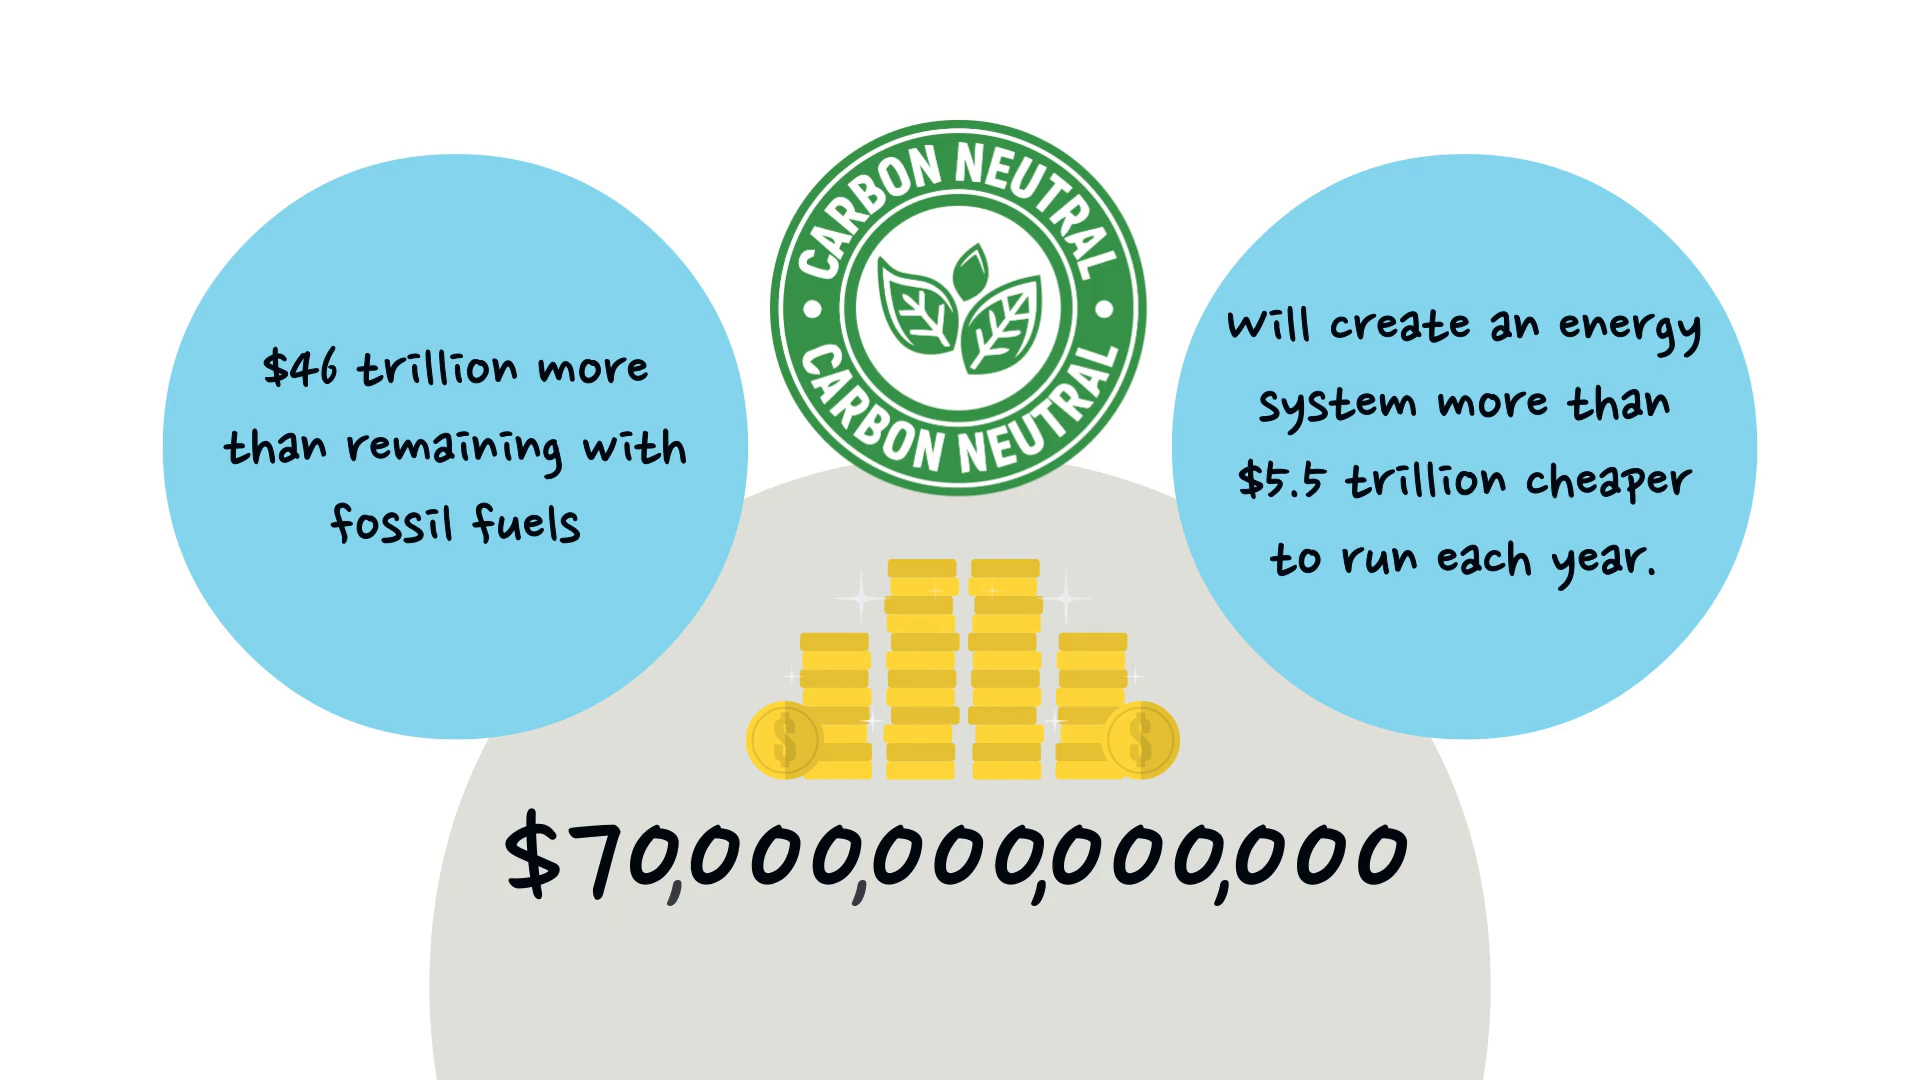 $46 trillion more
than remaining with
fossil fuels
CARBON NEUTRAL
CARBON NEUTRAL
will create an energy
system more than
$5.5 trillion cheaper
to run each year.
$
$
$70,000,000,000,000